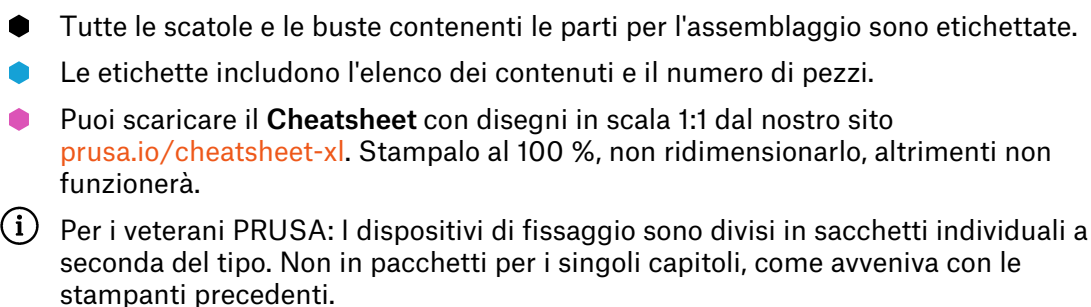 Tutte le scatole e le buste contenenti le parti per l'assemblaggio sono etichettate.
Le etichette includono l'elenco dei contenuti e il numero di pezzi.
Puoi scaricare il Cheatsheet con disegni in scala 1:1 dal nostro sito
prusa.io/cheatsheet-xl. Stampalo al 100 %, non ridimensionarlo, altrimenti non
funzionerà.
Per i veterani PRUSA: I dispositivi di fissaggio sono divisi in sacchetti individuali a
seconda del tipo. Non in pacchetti per i singoli capitoli, come avveniva con le
stampanti precedenti.